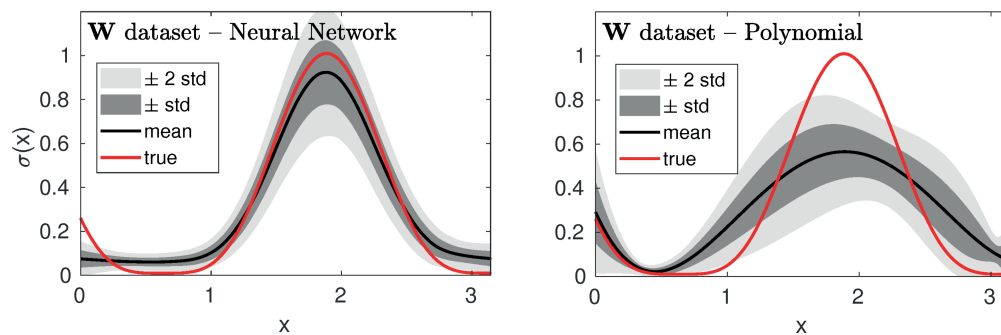 W dataset – Neural Network
1
0.8
0.6
0.4
0.2
0
σ(x)
± 2 std
± std
mean
true
0
1
2
3
x
W dataset – Polynomial
1
0.8
0.6
0.4
0.2
0
± 2 std
± std
mean
true
0
1
2
3
x